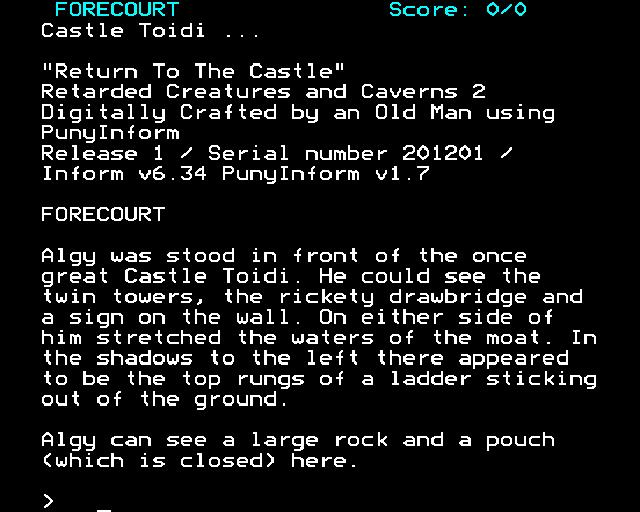 FORECOURT Score: 0/0
Castle Toidi ...
"Return To The Castle"
Retarded Creatures and Caverns 2
Digitally Crafted by an Old Man using
PunyInform
Release 1 / Serial number 201201 /
Inform v6.34 PunyInform v1.7
FORECOURT
Algy was stood in front of the once
great Castle Toidi. He could see the
twin towers, the rickety drawbridge and
a sign on the wall. On either side of
him stretched the waters of the moat. In
the shadows to the left there appeared
to be the top rungs of a ladder sticking
out of the ground.
Algy can see a large rock and a pouch
(which is closed) here.
> _